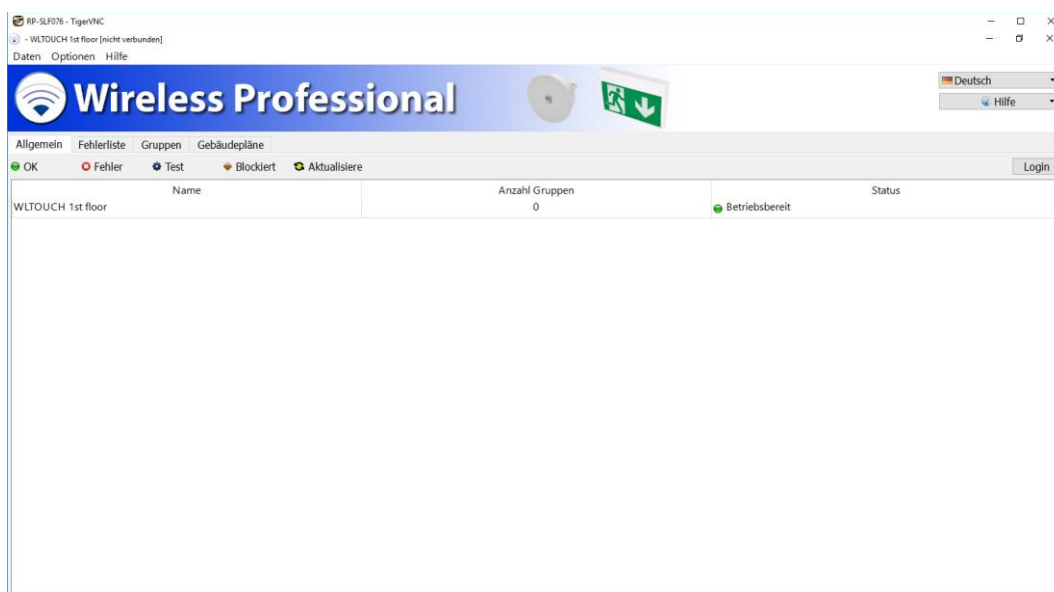 RP-SLF076 - TigerVNC
- WLTOUCH 1st floor [nicht verbunden]
Daten Optionen Hilfe
Wireless Professional
Deutsch
Hilfe
Allgemein Fehlerliste Gruppen Gebäudepläne
OK Fehler Test Blockiert Aktualisiere
Login
Name Anzahl Gruppen Status
WLTOUCH 1st floor 0 Betriebsbereit